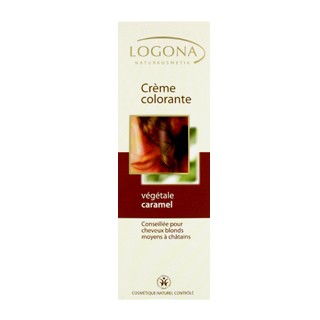 LOGONA
NATURKOSMETIK
Crème
colorante
végétale
caramel
Conseillée pour
cheveux blonds
moyens à châtains
COSMÉTIQUE NATUREL CONTRÔLÉ